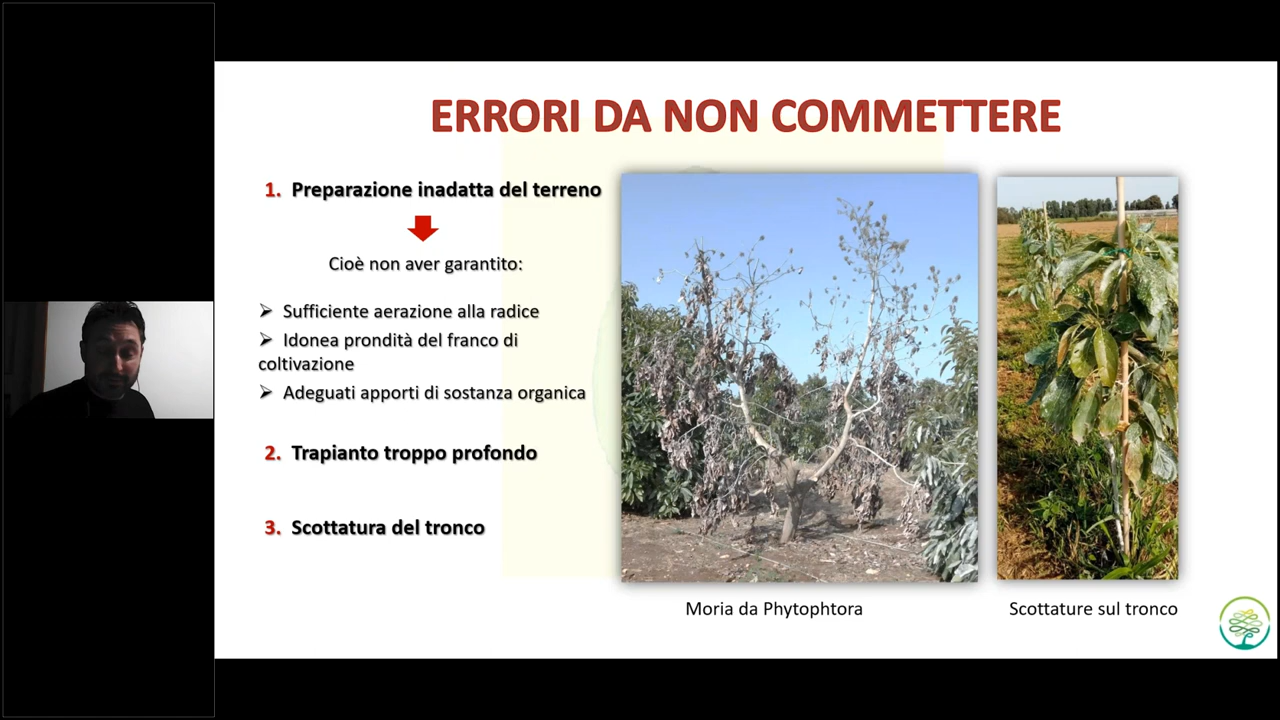 ERRORI DA NON COMMETTERE
1. Preparazione inadatta del terreno
Cioè non aver garantito:
Sufficiente aerazione alla radice
Idonea prondità del franco di
coltivazione
Adeguati apporti di sostanza organica
2. Trapianto troppo profondo
3. Scottatura del tronco
Moria da Phytophtora
Scottature sul tronco